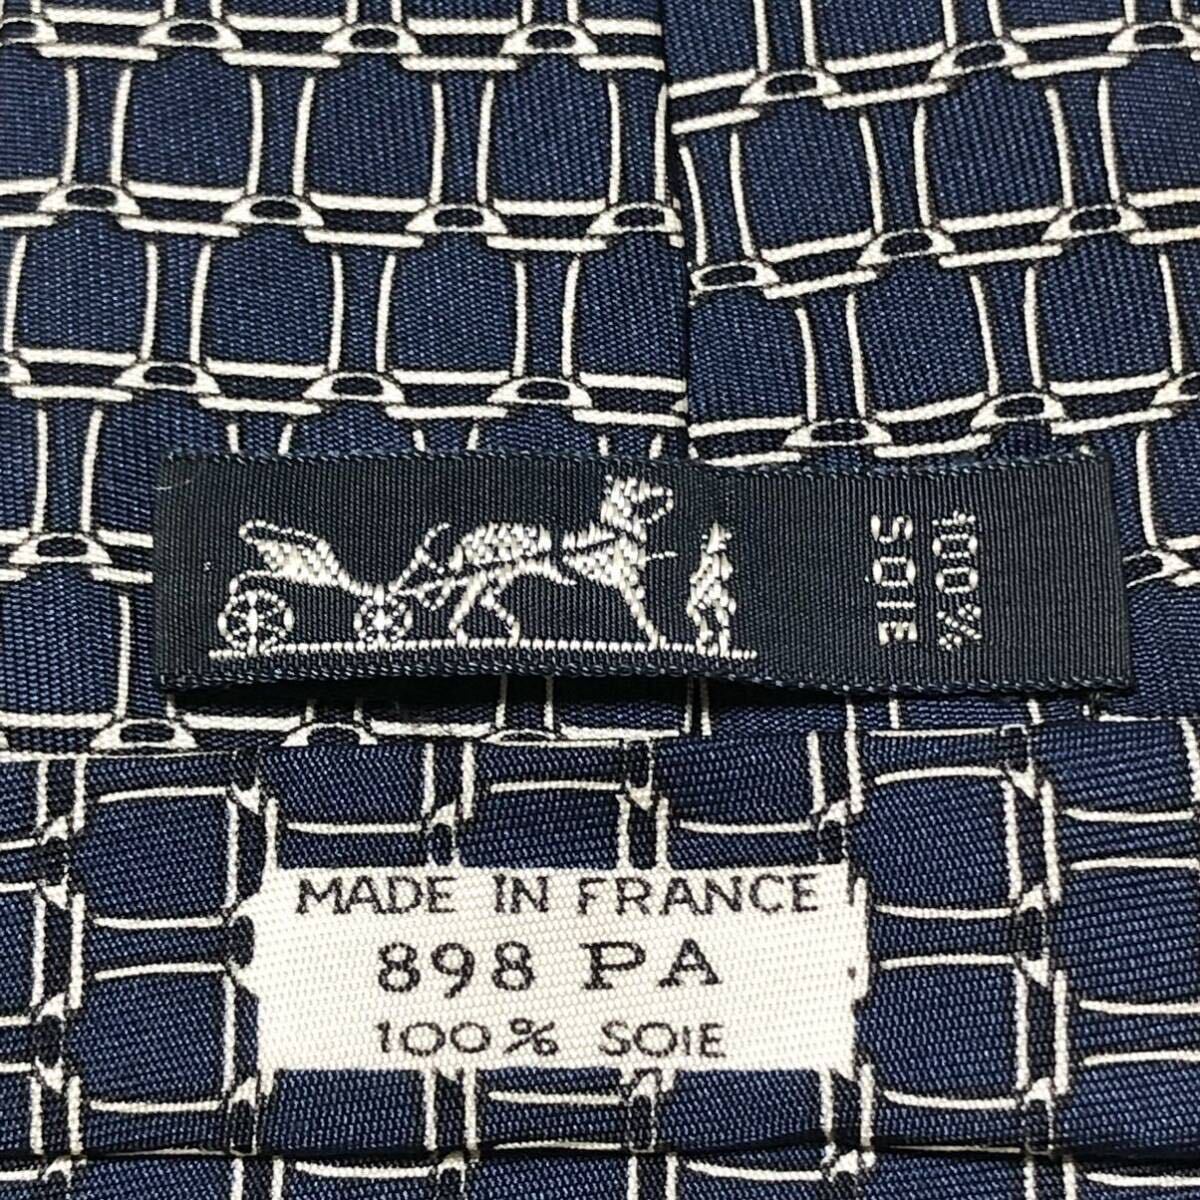 100%
SOIE
MADE IN FRANCE
898 PA
100% SOIE